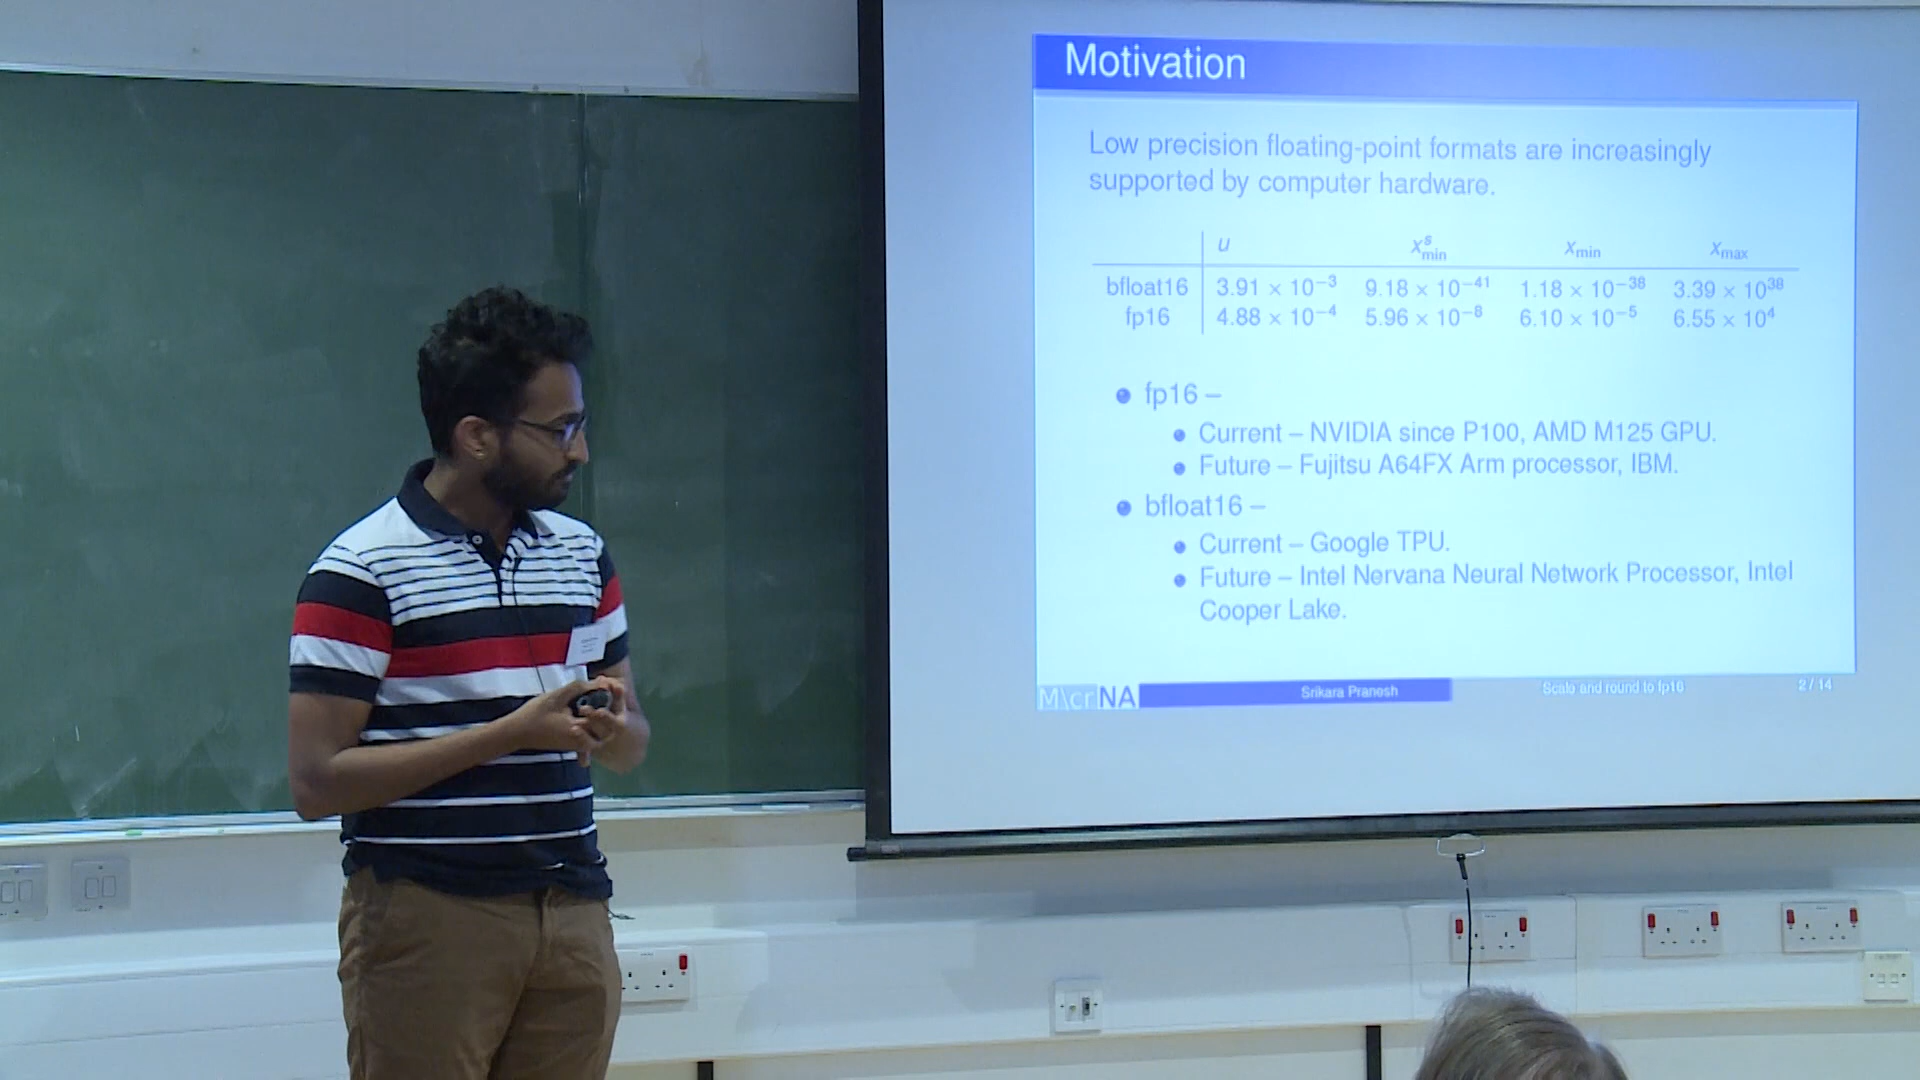 Motivation
Low precision floating-point formats are increasingly
supported by computer hardware.
u x^s_min x_min x_max
bfloat16 3.91 × 10^−3 9.18 × 10^−41 1.18 × 10^−38 3.39 × 10^38
fp16 4.88 × 10^−4 5.96 × 10^−8 6.10 × 10^−5 6.55 × 10^4
fp16 –
Current – NVIDIA since P100, AMD M125 GPU.
Future – Fujitsu A64FX Arm processor, IBM.
bfloat16 –
Current – Google TPU.
Future – Intel Nervana Neural Network Processor, Intel
Cooper Lake.
M\cr NA Srikara Pranesh Scale and round to fp16 2 / 14